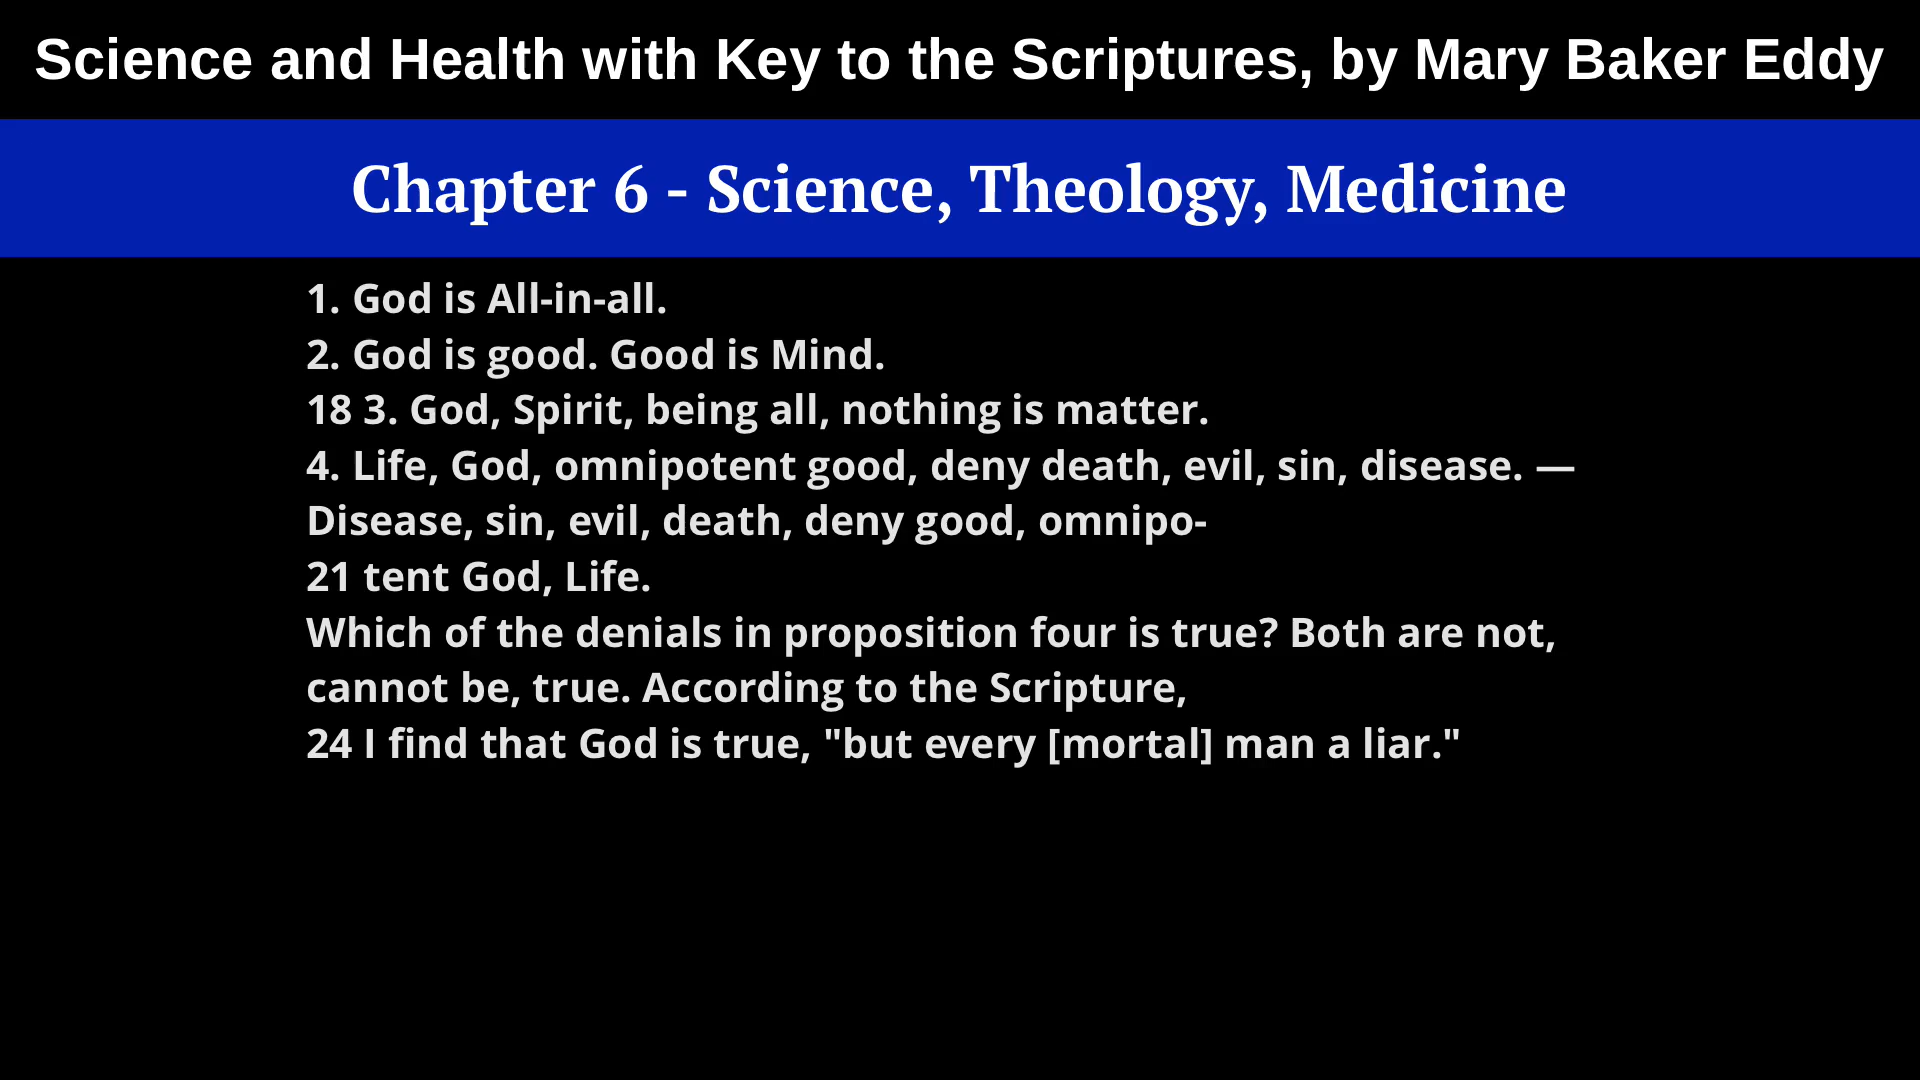 Science and Health with Key to the Scriptures, by Mary Baker Eddy
Chapter 6 - Science, Theology, Medicine
1. God is All-in-all.
2. God is good. Good is Mind.
18 3. God, Spirit, being all, nothing is matter.
4. Life, God, omnipotent good, deny death, evil, sin, disease. —
Disease, sin, evil, death, deny good, omnipo-
21 tent God, Life.
Which of the denials in proposition four is true? Both are not,
cannot be, true. According to the Scripture,
24 I find that God is true, "but every [mortal] man a liar."